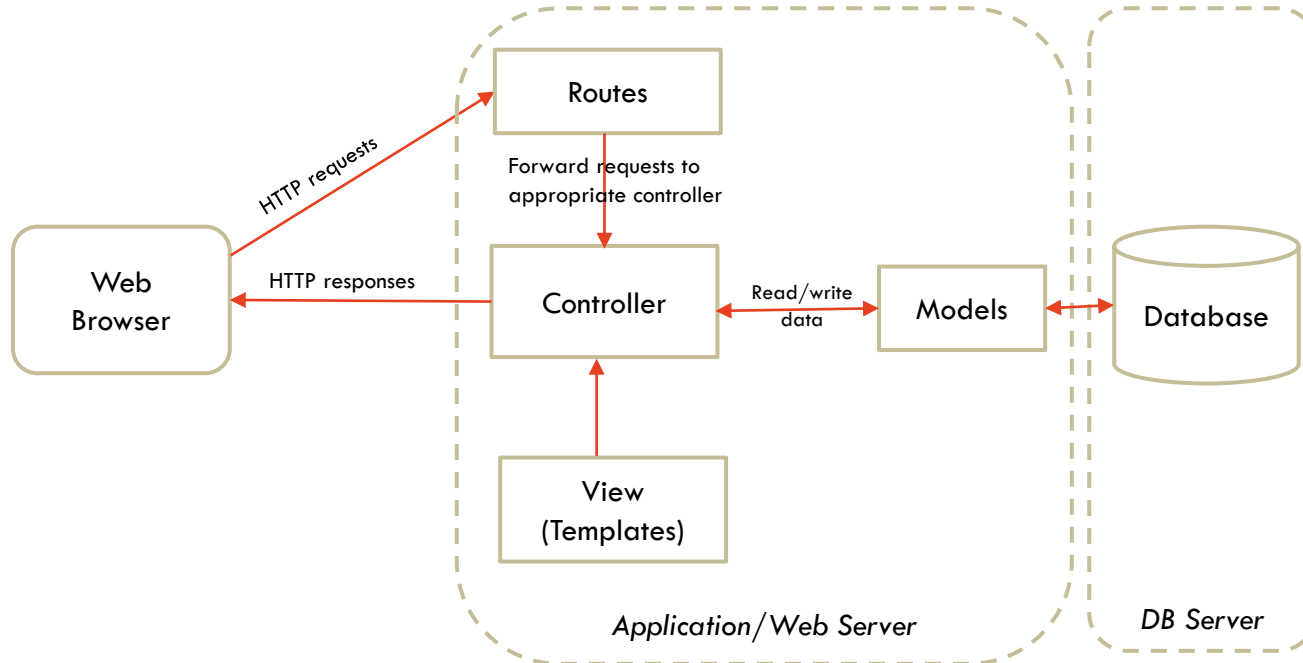 Routes
HTTP requests
Forward requests to
appropriate controller
Web
Browser
HTTP responses
Controller
Read/write
data
Models
Database
View
(Templates)
Application/Web Server
DB Server